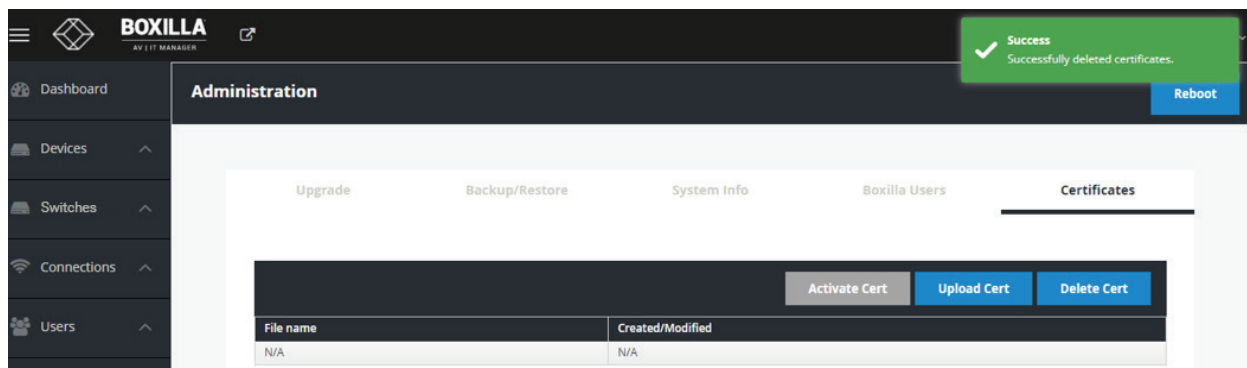 BOXILLA
AV | IT MANAGER
Success
Successfully deleted certificates.
Dashboard
Administration
Reboot
Devices
Upgrade
Backup/Restore
System Info
Boxilla Users
Certificates
Switches
Connections
Activate Cert
Upload Cert
Delete Cert
Users
File name
Created/Modified
N/A
N/A